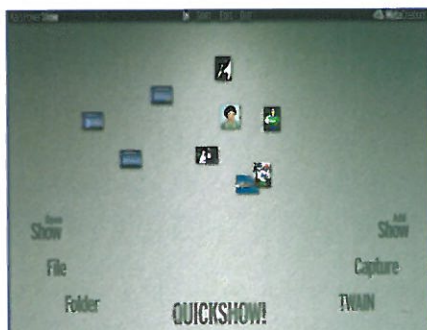 Open
Show
File
Folder
QUICKSHOW!
Add
Show
Capture
TWAIN